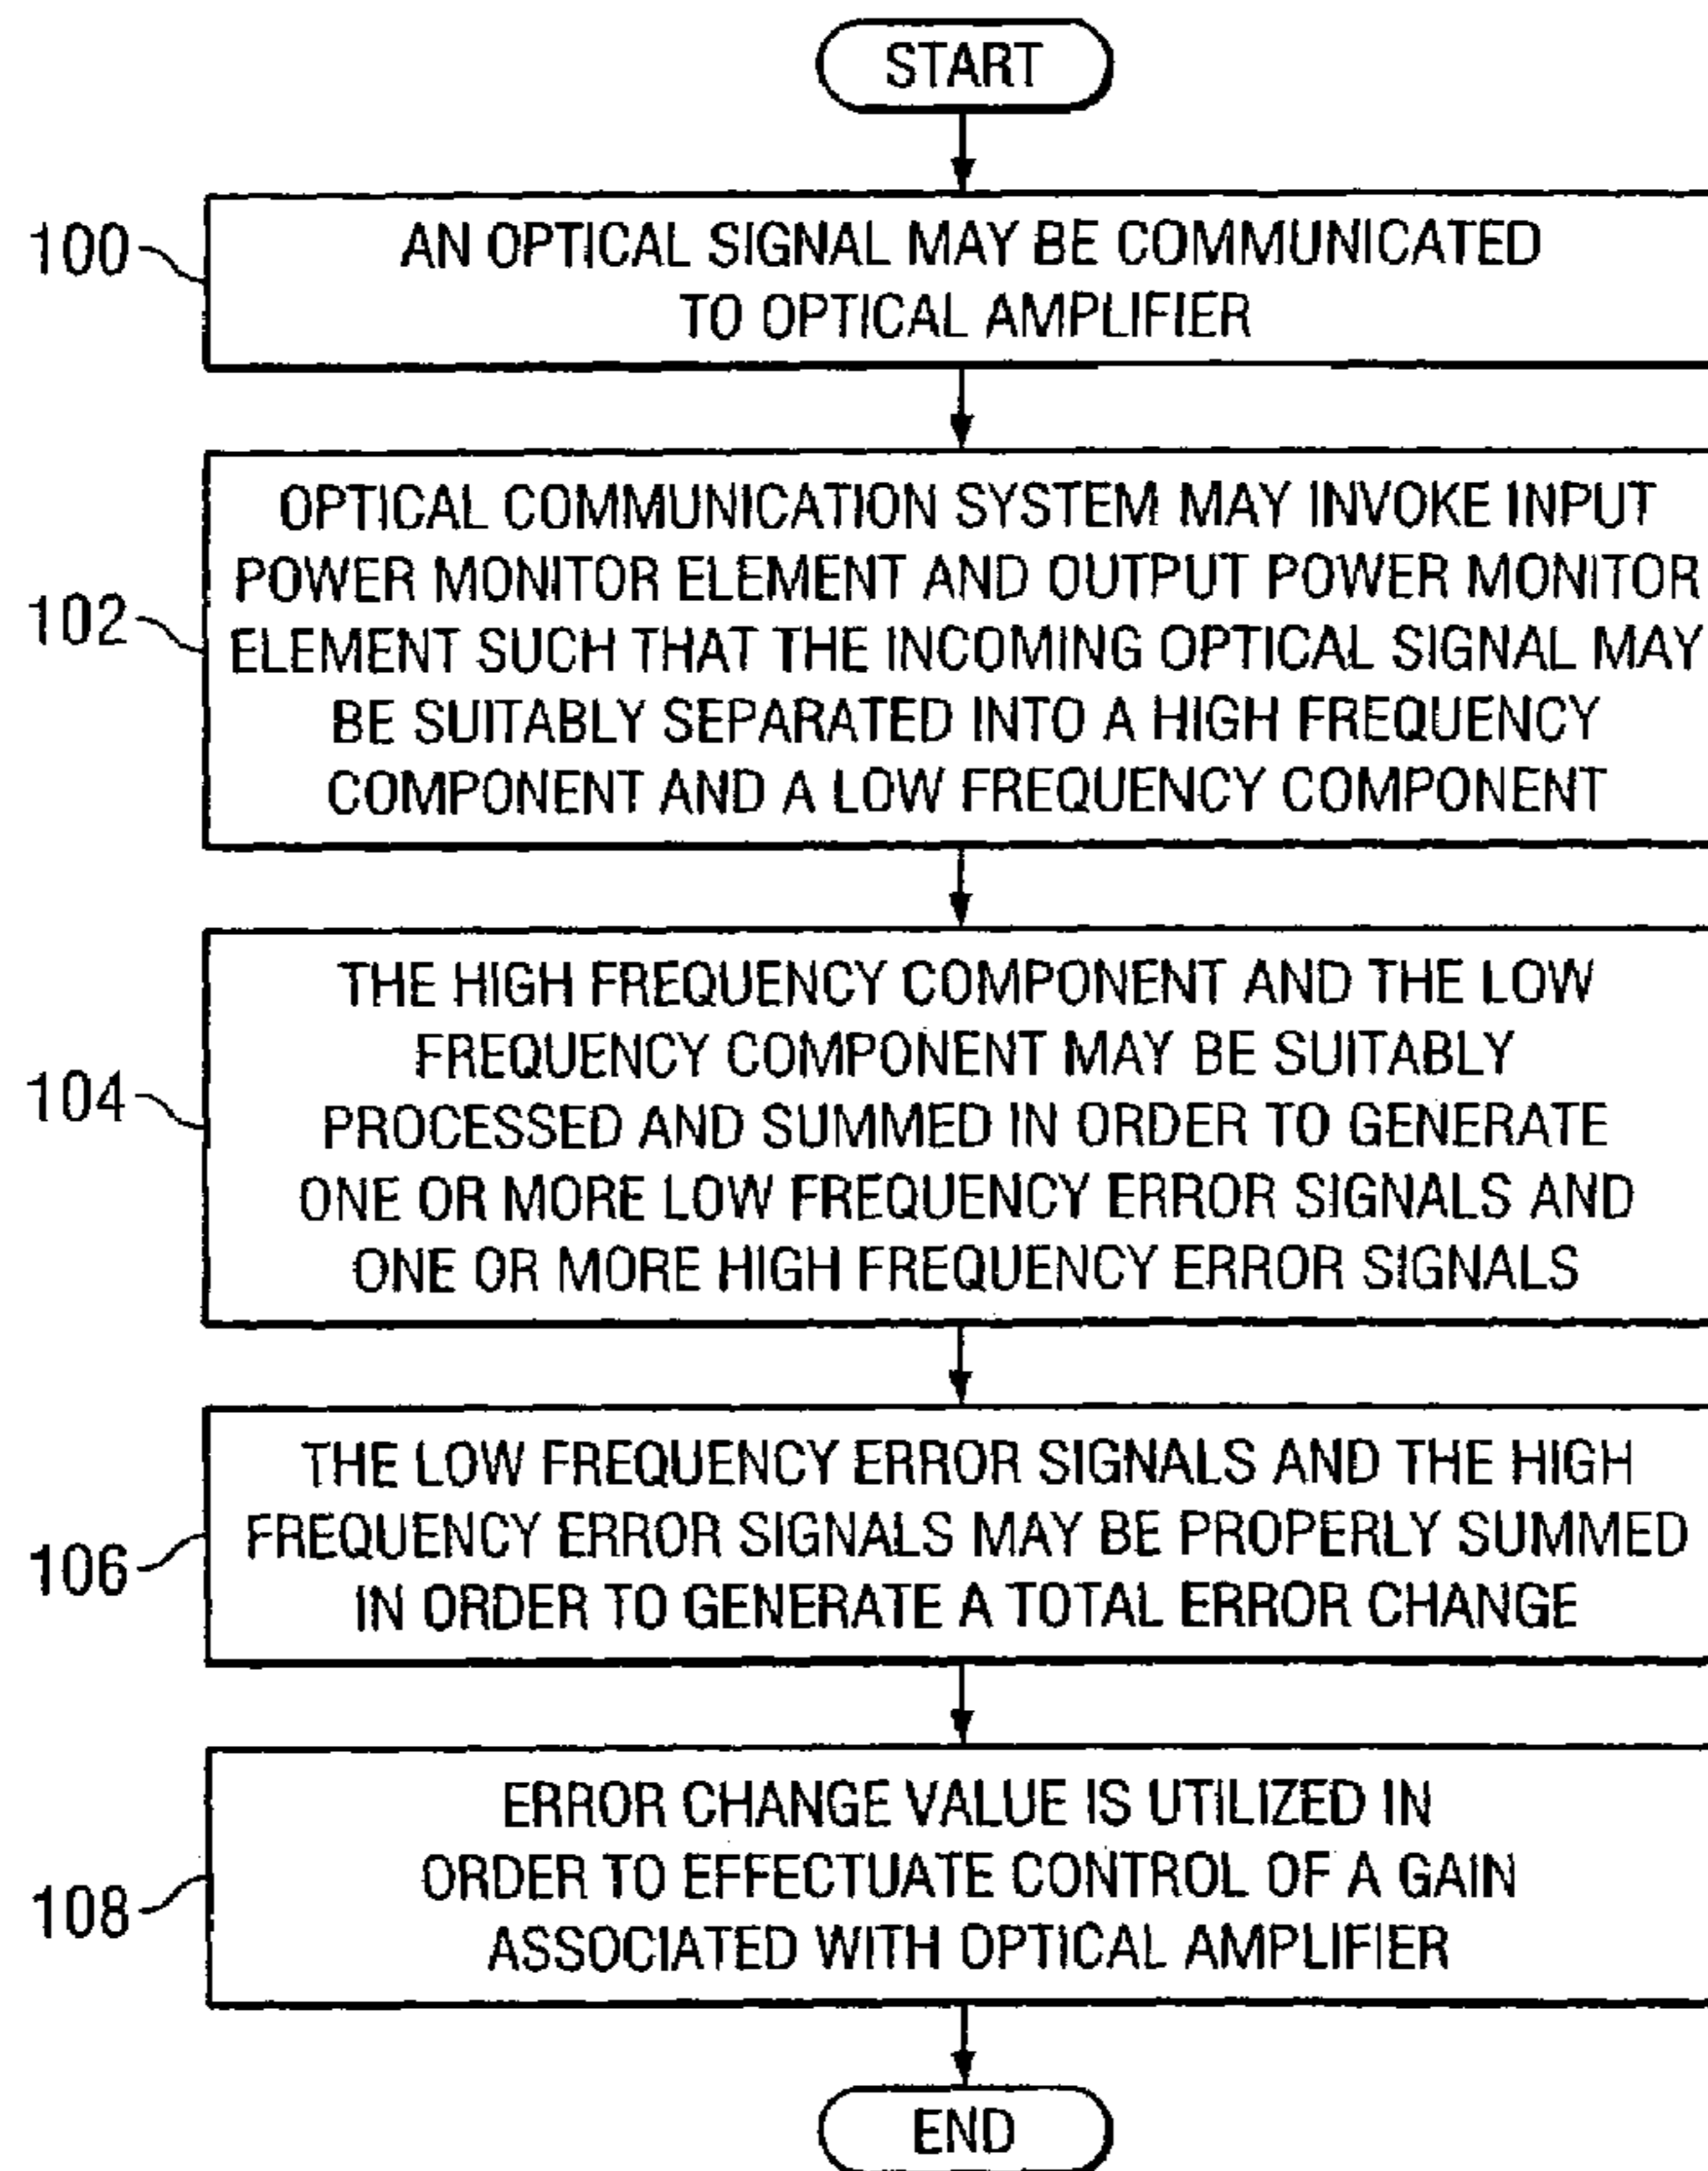 START
100
AN OPTICAL SIGNAL MAY BE COMMUNICATED
TO OPTICAL AMPLIFIER
102
OPTICAL COMMUNICATION SYSTEM MAY INVOKE INPUT
POWER MONITOR ELEMENT AND OUTPUT POWER MONITOR
ELEMENT SUCH THAT THE INCOMING OPTICAL SIGNAL MAY
BE SUITABLY SEPARATED INTO A HIGH FREQUENCY
COMPONENT AND A LOW FREQUENCY COMPONENT
104
THE HIGH FREQUENCY COMPONENT AND THE LOW
FREQUENCY COMPONENT MAY BE SUITABLY
PROCESSED AND SUMMED IN ORDER TO GENERATE
ONE OR MORE LOW FREQUENCY ERROR SIGNALS AND
ONE OR MORE HIGH FREQUENCY ERROR SIGNALS
106
THE LOW FREQUENCY ERROR SIGNALS AND THE HIGH
FREQUENCY ERROR SIGNALS MAY BE PROPERLY SUMMED
IN ORDER TO GENERATE A TOTAL ERROR CHANGE
108
ERROR CHANGE VALUE IS UTILIZED IN
ORDER TO EFFECTUATE CONTROL OF A GAIN
ASSOCIATED WITH OPTICAL AMPLIFIER
END